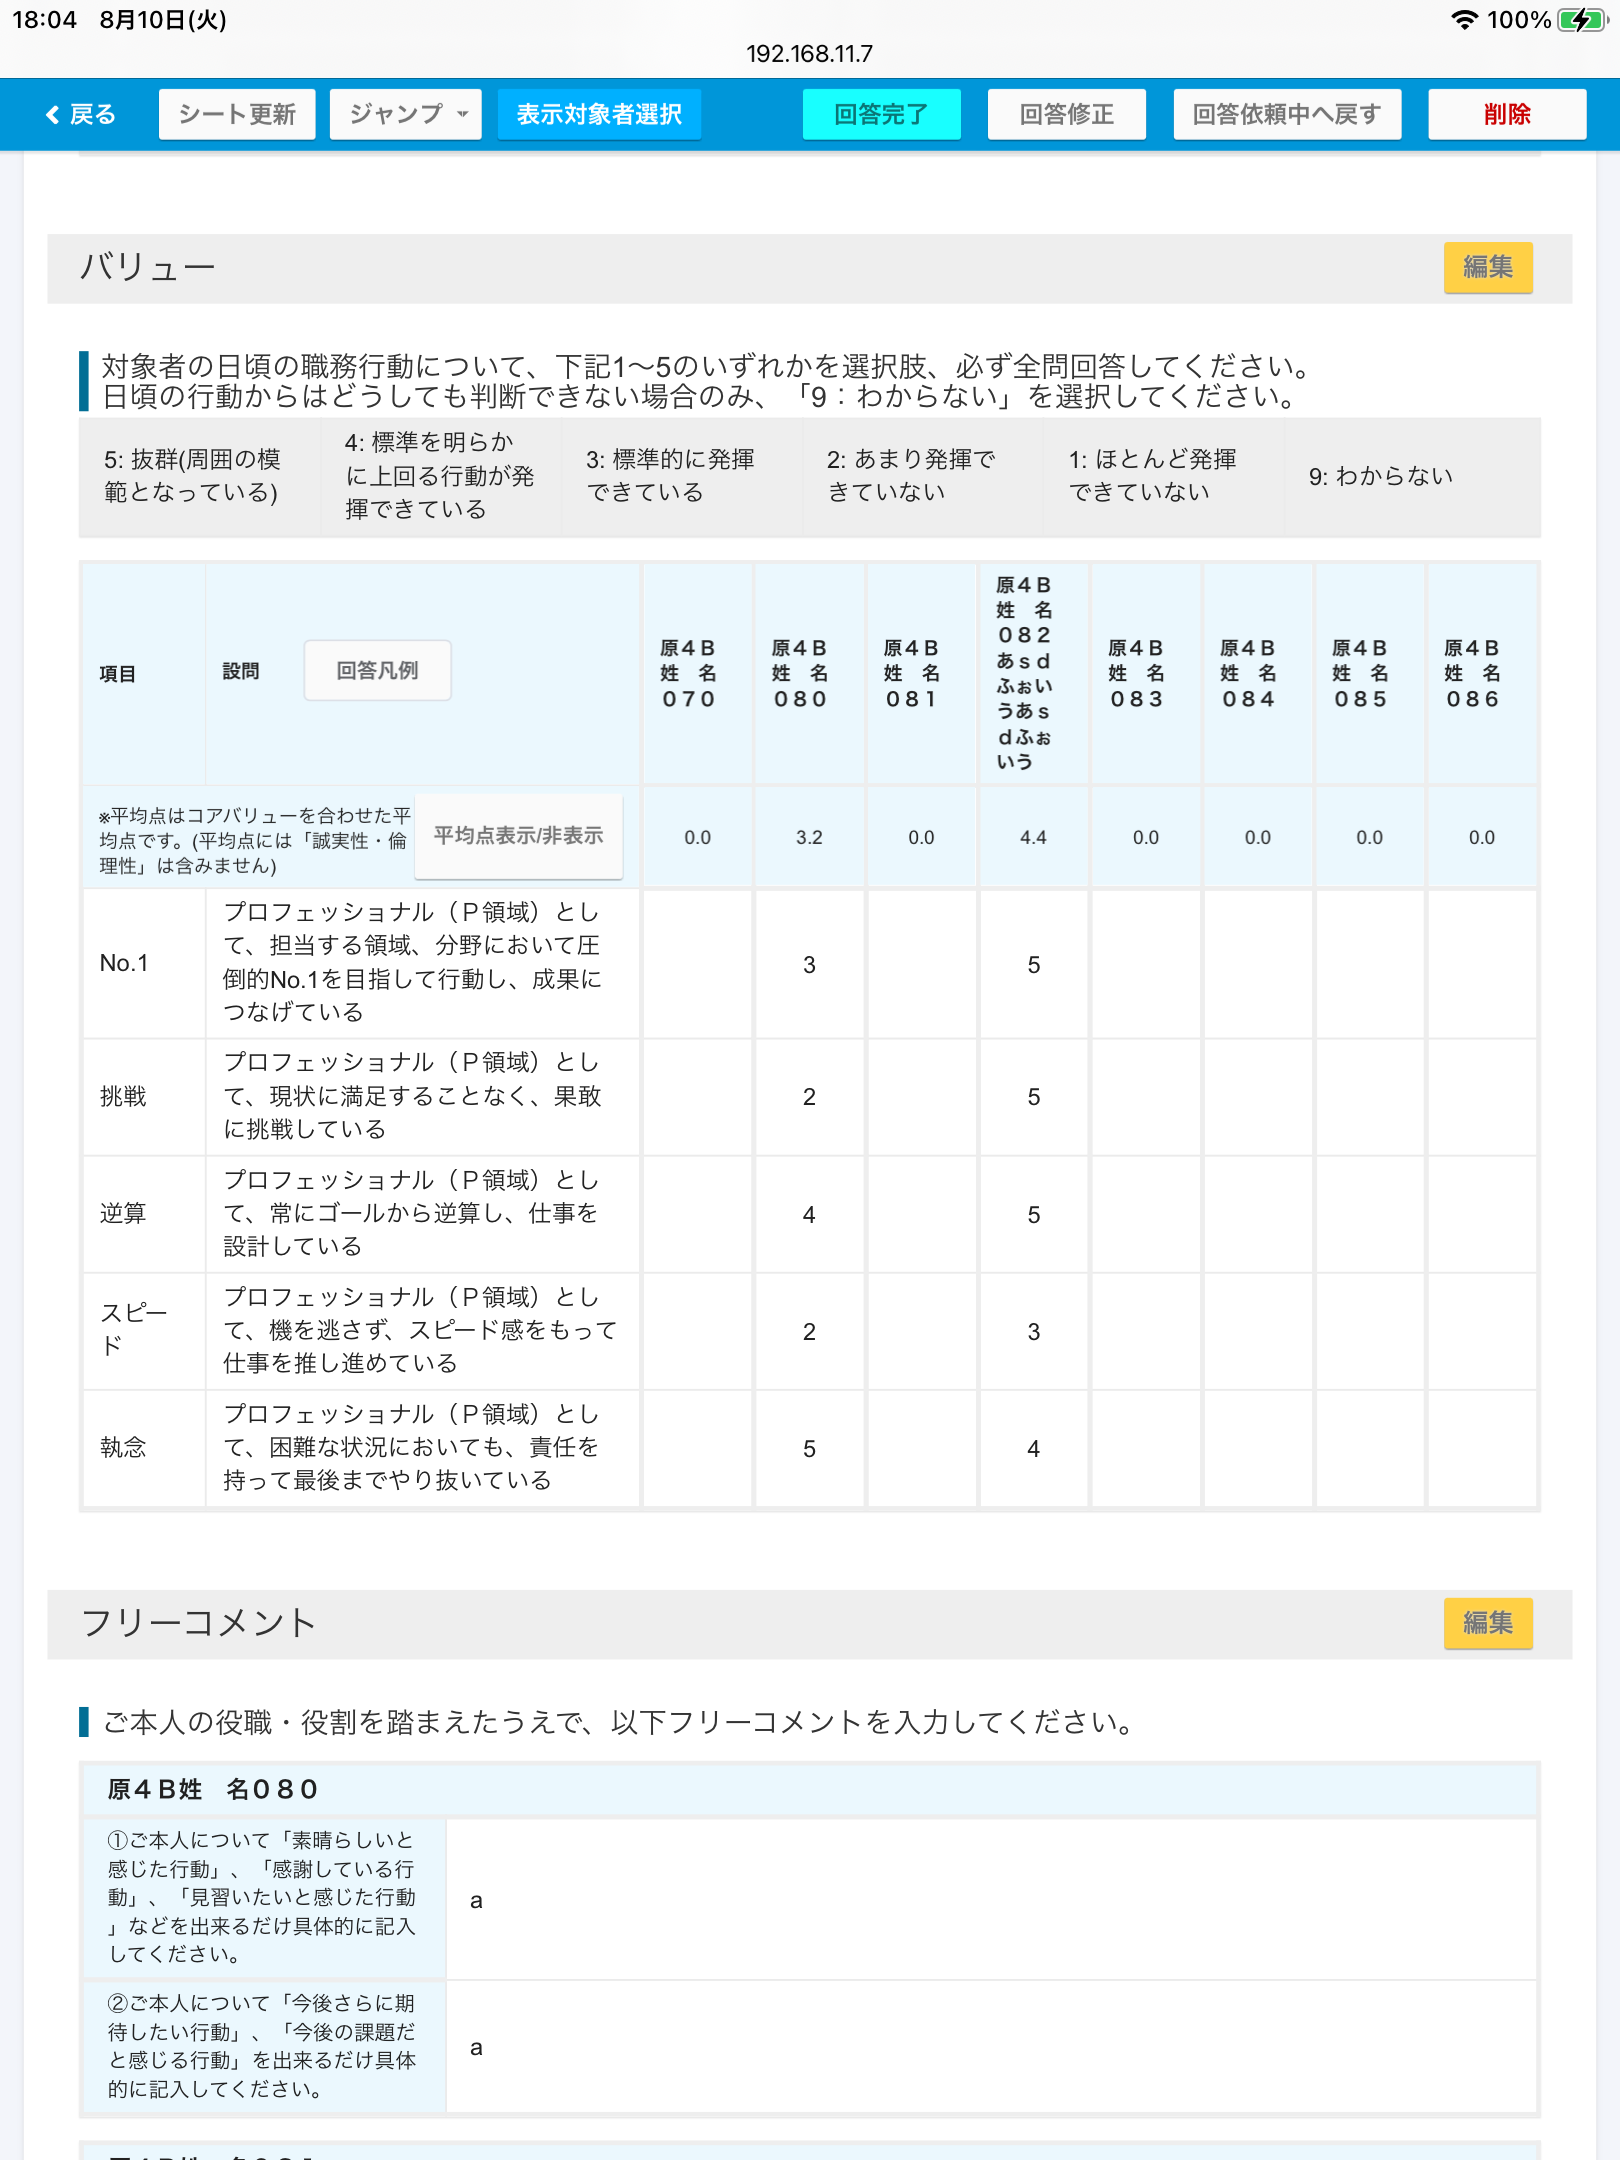 18:04 8月10日(火)
100%
192.168.11.7
戻る シート更新 ジャンプ 表示対象者選択 回答完了 回答修正 回答依頼中へ戻す 削除
バリュー 編集
対象者の日頃の職務行動について、下記1〜5のいずれかを選択肢、必ず全問回答してください。
日頃の行動からはどうしても判断できない場合のみ、「9：わからない」を選択してください。
5: 抜群(周囲の模
範となっている)
4: 標準を明らか
に上回る行動が発
揮できている
3: 標準的に発揮
できている
2: あまり発揮で
きていない
1: ほとんど発揮
できていない
9: わからない
項目
設問 回答凡例
原４Ｂ
姓　名
０７０
原４Ｂ
姓　名
０８０
原４Ｂ
姓　名
０８１
原４Ｂ
姓　名
０８２
あｓｄ
ふぉい
うあｓ
ｄふぉ
いう
原４Ｂ
姓　名
０８３
原４Ｂ
姓　名
０８４
原４Ｂ
姓　名
０８５
原４Ｂ
姓　名
０８６
※平均点はコアバリューを合わせた平
均点です。(平均点には「誠実性・倫
理性」は含みません)
平均点表示/非表示
0.0 3.2 0.0 4.4 0.0 0.0 0.0 0.0
No.1
プロフェッショナル（Ｐ領域）とし
て、担当する領域、分野において圧
倒的No.1を目指して行動し、成果に
つなげている
3 5
挑戦
プロフェッショナル（Ｐ領域）とし
て、現状に満足することなく、果敢
に挑戦している
2 5
逆算
プロフェッショナル（Ｐ領域）とし
て、常にゴールから逆算し、仕事を
設計している
4 5
スピー
ド
プロフェッショナル（Ｐ領域）とし
て、機を逃さず、スピード感をもって
仕事を推し進めている
2 3
執念
プロフェッショナル（Ｐ領域）とし
て、困難な状況においても、責任を
持って最後までやり抜いている
5 4
フリーコメント 編集
ご本人の役職・役割を踏まえたうえで、以下フリーコメントを入力してください。
原４Ｂ姓　名０８０
①ご本人について「素晴らしいと
感じた行動」、「感謝している行
動」、「見習いたいと感じた行動
」などを出来るだけ具体的に記入
してください。
a
②ご本人について「今後さらに期
待したい行動」、「今後の課題だ
と感じる行動」を出来るだけ具体
的に記入してください。
a